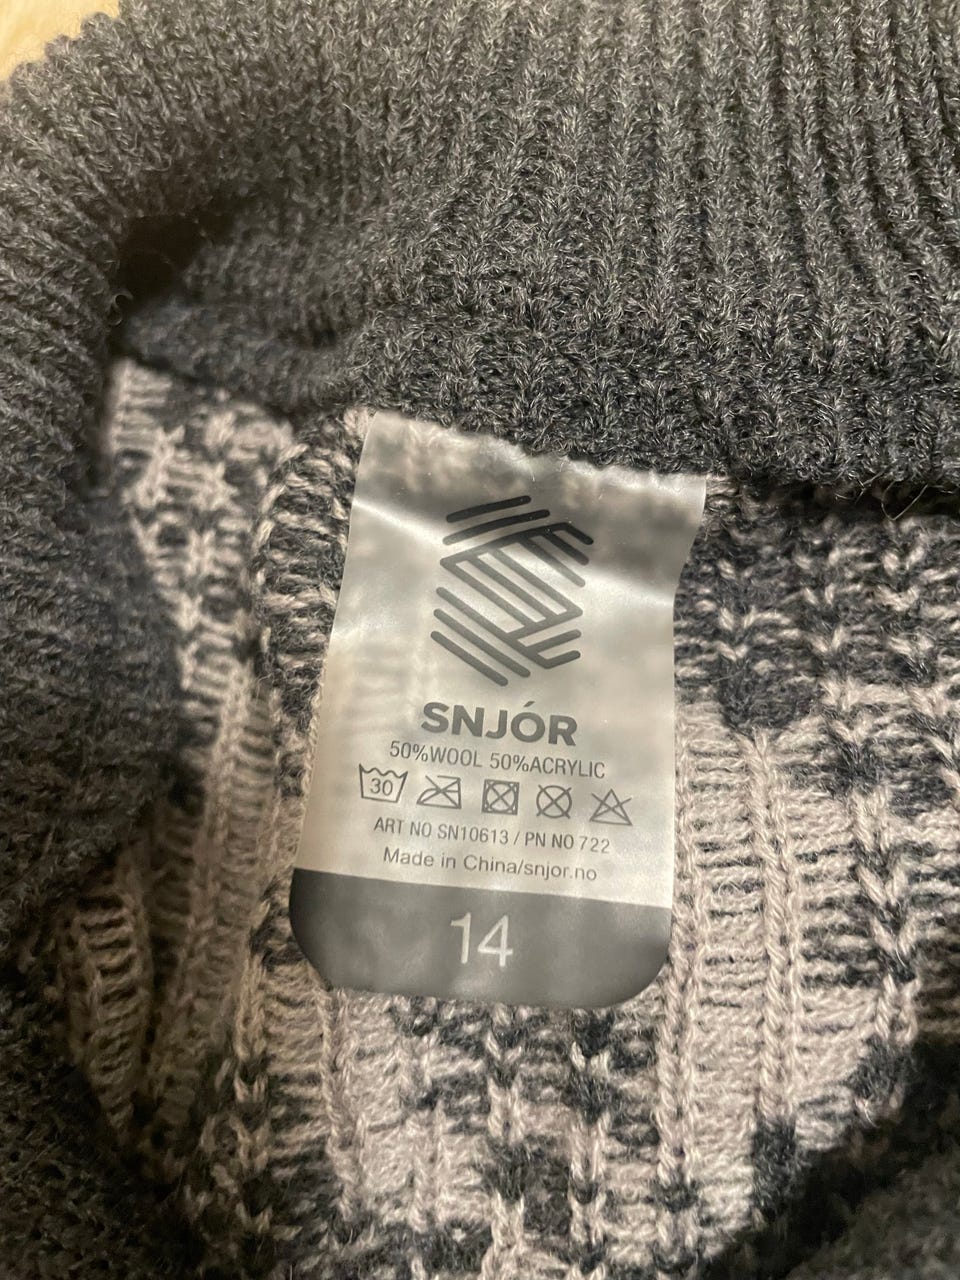 SNJÓR
50%WOOL 50%ACRYLIC
30
ART NO SN10613 / PN NO 722
Made in China/snjor.no
14